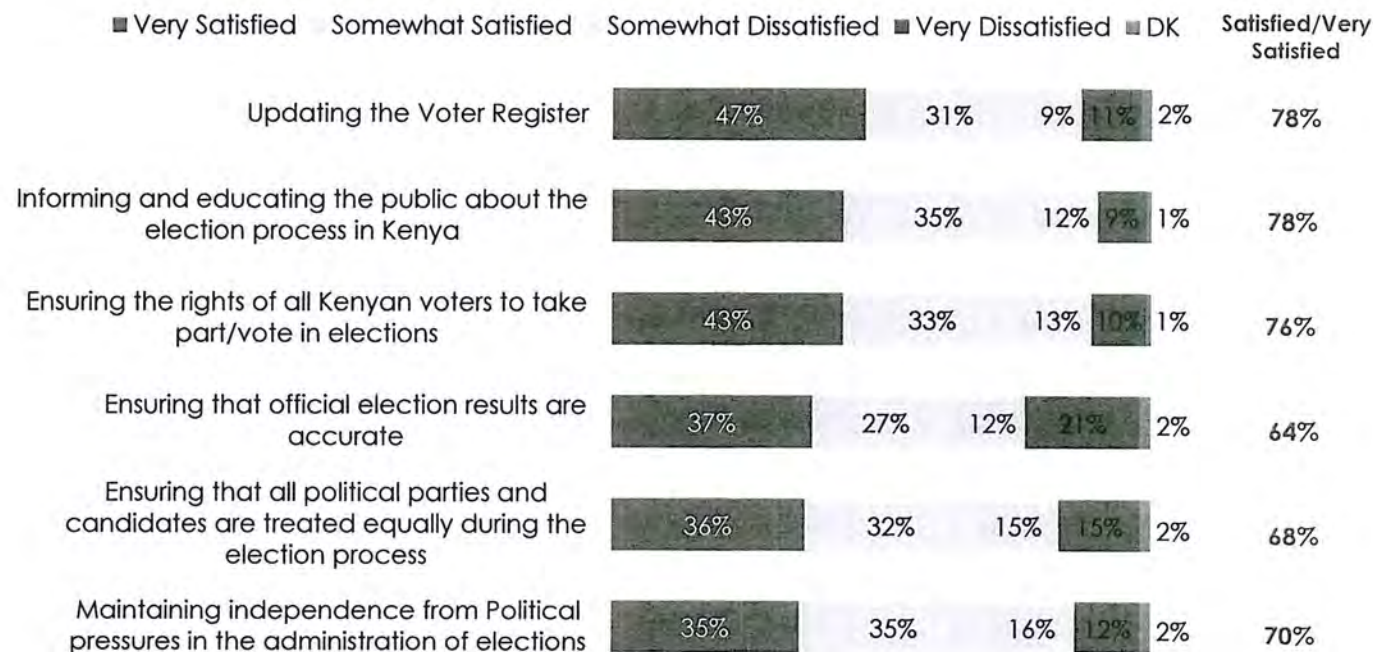 Very Satisfied Somewhat Satisfied Somewhat Dissatisfied Very Dissatisfied DK Satisfied/Very
Satisfied
Updating the Voter Register 47% 31% 9% 11% 2% 78%
Informing and educating the public about the
election process in Kenya
43% 35% 12% 9% 1% 78%
Ensuring the rights of all Kenyan voters to take
part/vote in elections
43% 33% 13% 10% 1% 76%
Ensuring that official election results are
accurate
37% 27% 12% 21% 2% 64%
Ensuring that all political parties and
candidates are treated equally during the
election process
36% 32% 15% 15% 2% 68%
Maintaining independence from Political
pressures in the administration of elections
35% 35% 16% 12% 2% 70%